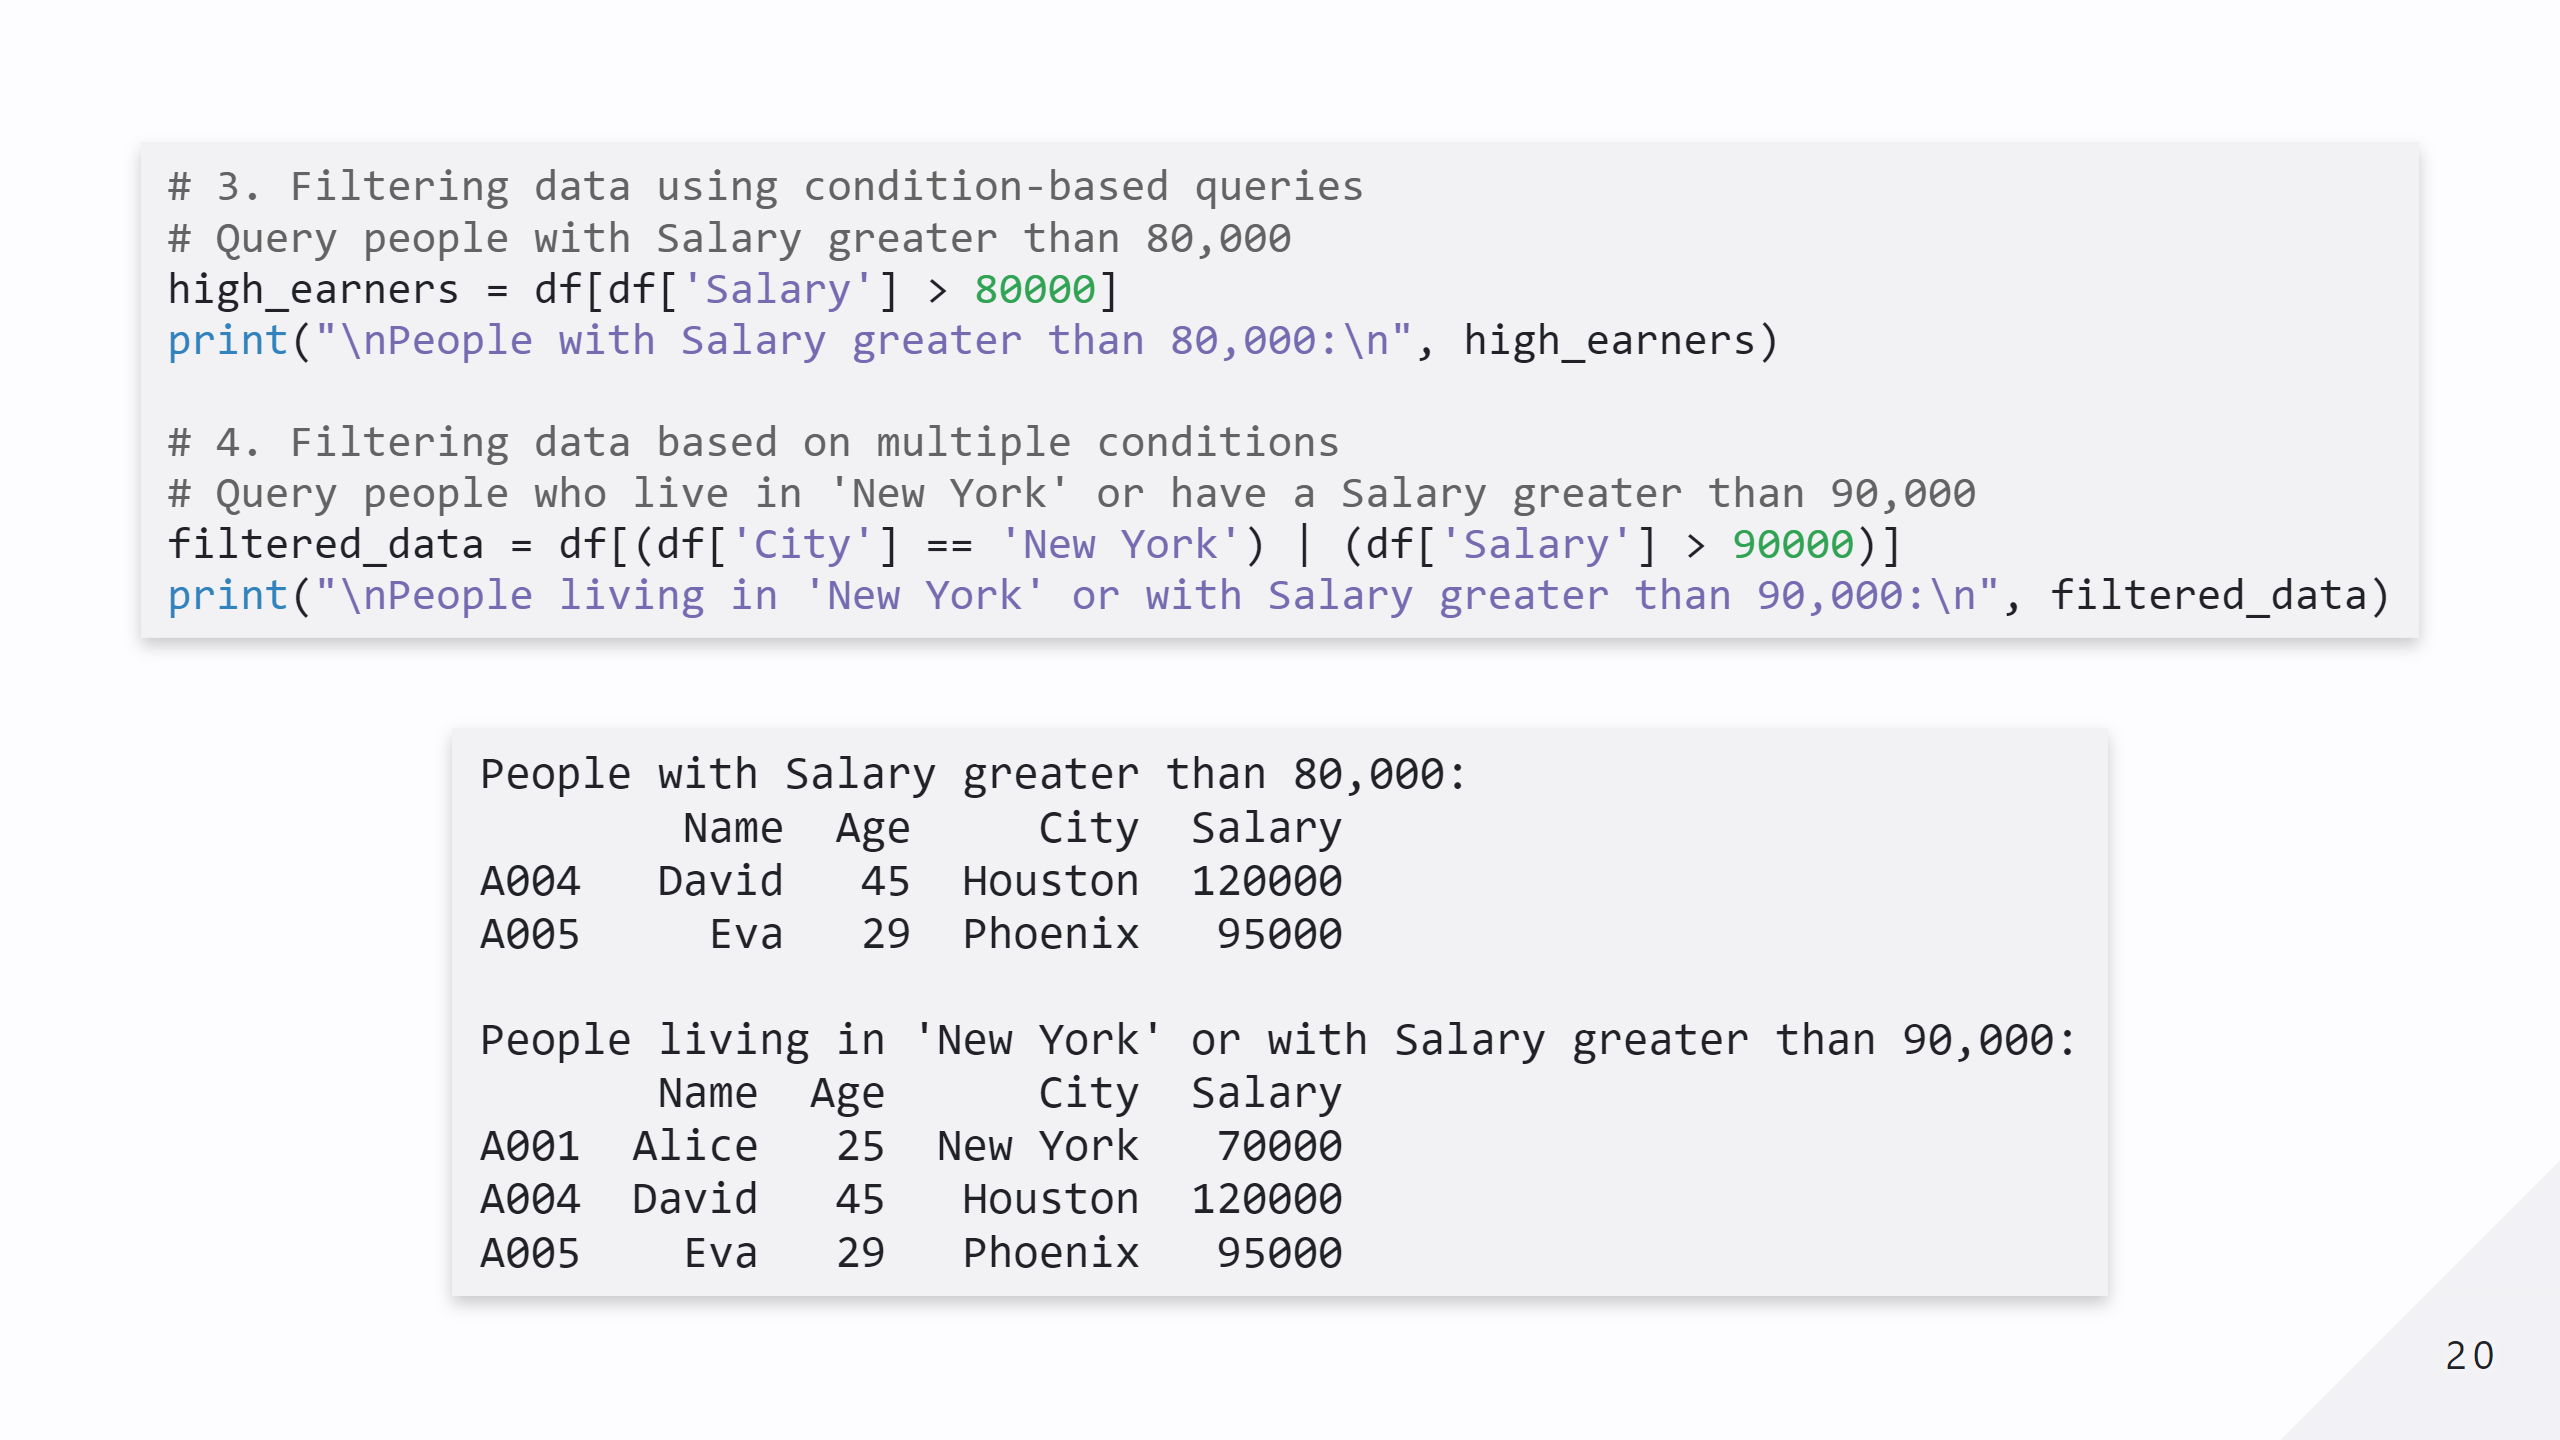 # 3. Filtering data using condition-based queries
# Query people with Salary greater than 80,000
high_earners = df[df['Salary'] > 80000]
print("\nPeople with Salary greater than 80,000:\n", high_earners)

# 4. Filtering data based on multiple conditions
# Query people who live in 'New York' or have a Salary greater than 90,000
filtered_data = df[(df['City'] == 'New York') | (df['Salary'] > 90000)]
print("\nPeople living in 'New York' or with Salary greater than 90,000:\n", filtered_data)

People with Salary greater than 80,000:
        Name  Age     City  Salary
A004   David   45  Houston  120000
A005     Eva   29  Phoenix   95000

People living in 'New York' or with Salary greater than 90,000:
       Name  Age      City  Salary
A001  Alice   25  New York   70000
A004  David   45   Houston  120000
A005    Eva   29   Phoenix   95000
20